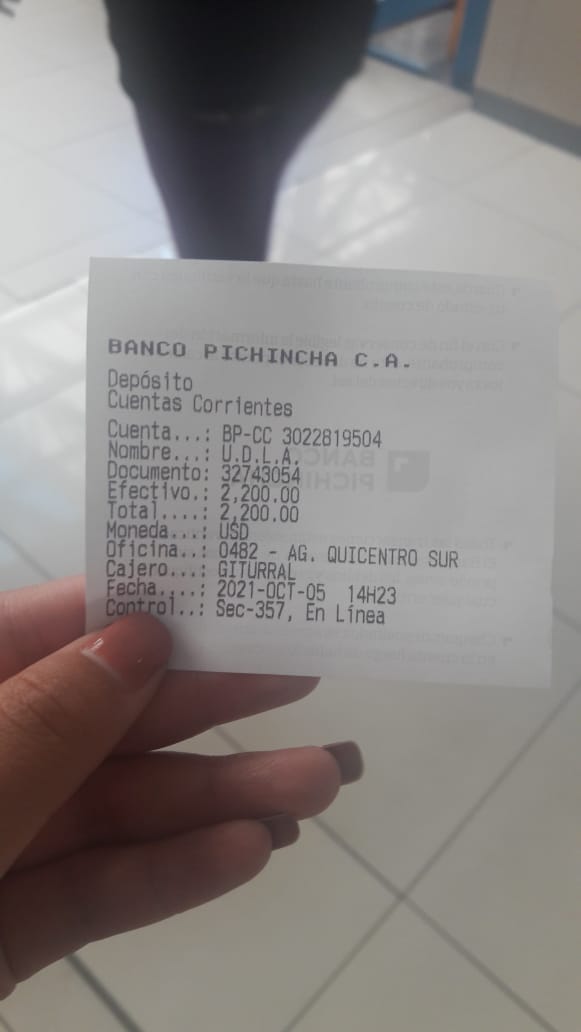 BANCO PICHINCHA C.A.
Depósito
Cuentas Corrientes
Cuenta...: BP-CC 3022819504
Nombre...: U.D.L.A.
Documento: 32743054
Efectivo.: 2,200.00
Total....: 2,200.00
Moneda...: USD
Oficina..: 0482 - AG. QUICENTRO SUR
Cajero...: GITURRAL
Fecha....: 2021-OCT-05 14H23
Control..: Sec-357, En Línea